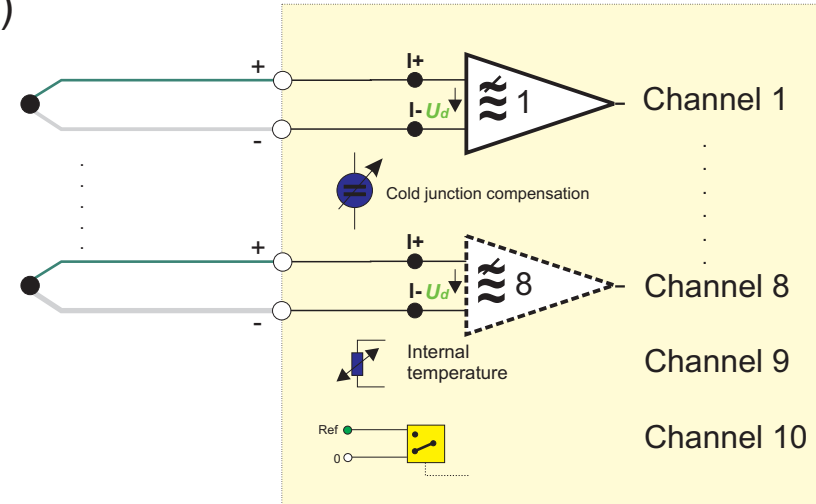 )
+
I+
1
Channel 1
I- Ud
-
Cold junction compensation
+
I+
8
Channel 8
I- Ud
-
Internal
temperature
Channel 9
Ref
0
Channel 10